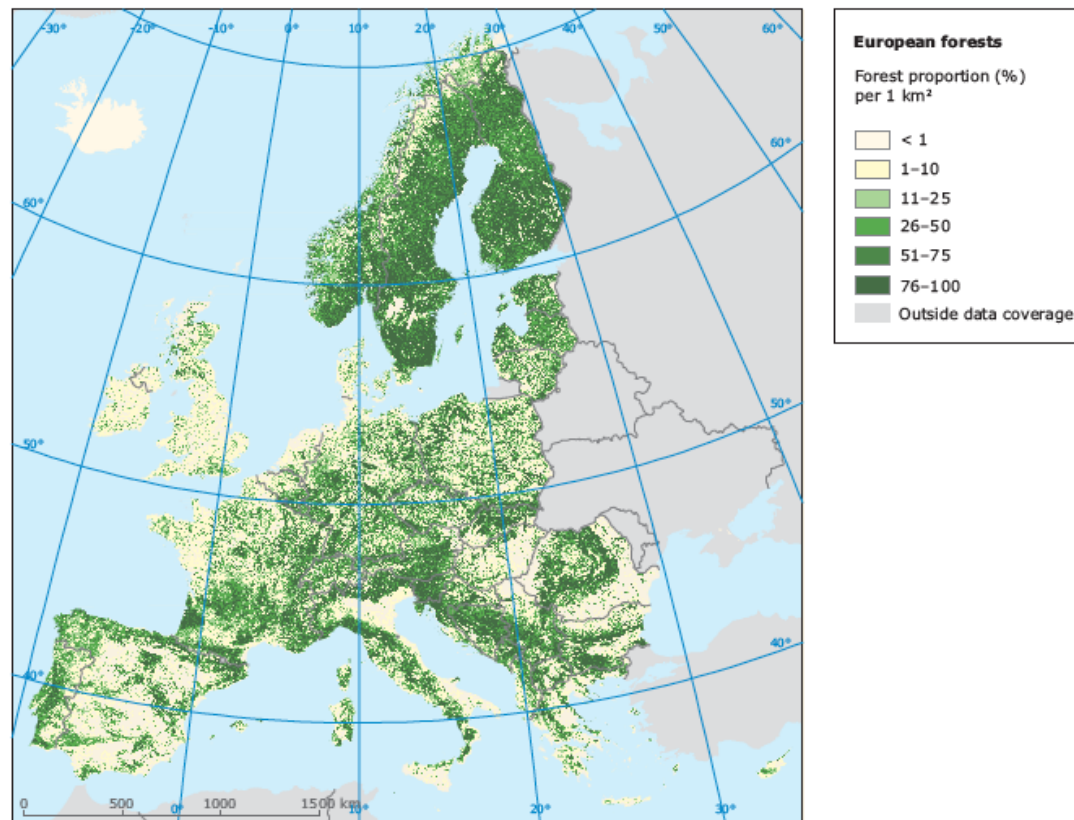 -30° -20° -10° 0° 10° 20° 30° 40° 50° 60°
60°
60°
50°
50°
40°
40°
0 500 1000 1500 km
0° 10° 20° 30°
European forests
Forest proportion (%)
per 1 km²
< 1
1–10
11–25
26–50
51–75
76–100
Outside data coverage